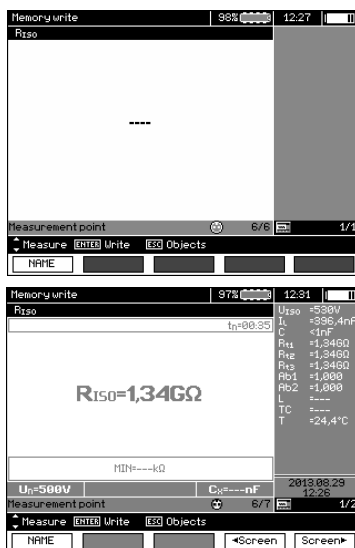 Memory write 98% 12:27
RISO
----
Measurement point 6/6 1/1
Measure ENTER Write ESC Objects
NAME
Memory write 97% 12:31
RISO
tn=00:35
RISO=1,34GΩ
MIN=---kΩ
Un=500V Cx=---nF
UISO =530V
IL =396,4nA
C <1nF
Rt1 =1,34GΩ
Rt2 =1,34GΩ
Rt3 =1,34GΩ
Ab1 =1,000
Ab2 =1,000
L =---
TC =---
T =24,4°C
2013.08.29
12:26
Measurement point 6/7 1/2
Measure ENTER Write ESC Objects
NAME ◄Screen Screen►